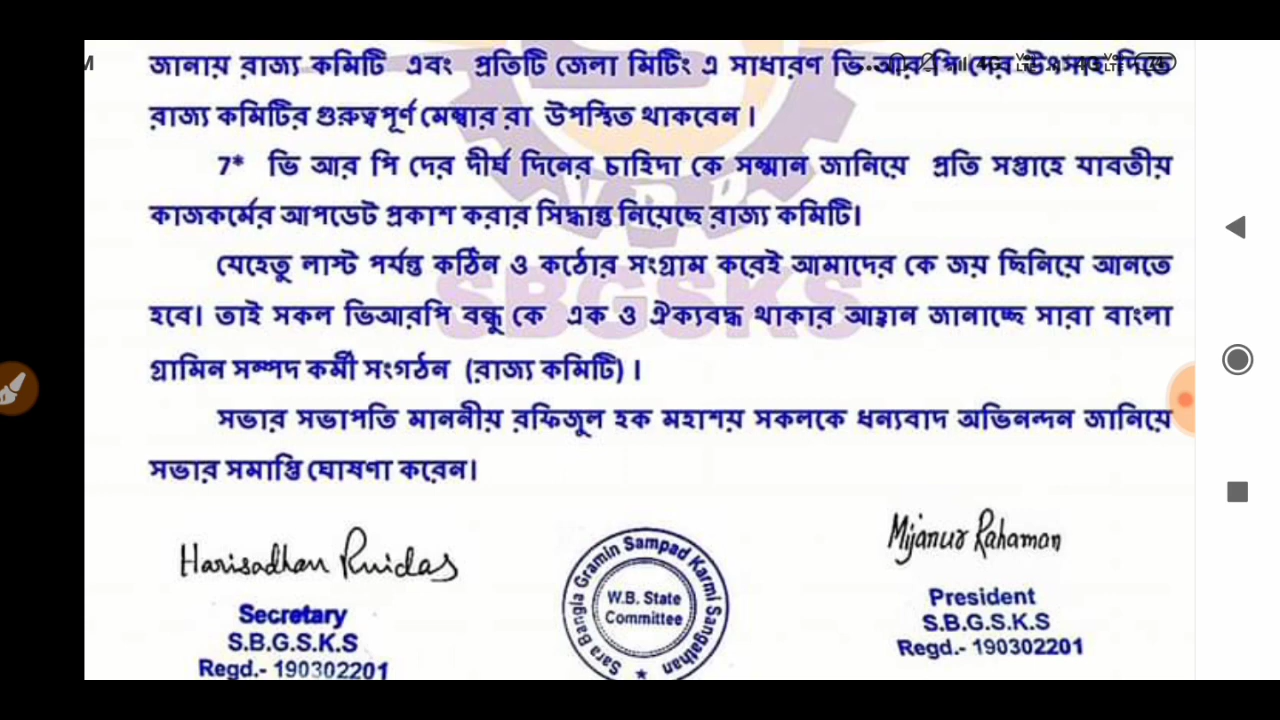 জানায় রাজ্য কমিটি এবং প্রতিটি জেলা মিটিং এ সাধারণ ভি আর পি দের উৎসাহ দিতে
রাজ্য কমিটির গুরুত্বপূর্ণ মেম্বার রা উপস্থিত থাকবেন।
7* ভি আর পি দের দীর্ঘ দিনের চাহিদা কে সম্মান জানিয়ে প্রতি সপ্তাহে যাবতীয়
কাজকর্মের আপডেট প্রকাশ করার সিদ্ধান্ত নিয়েছে রাজ্য কমিটি।
যেহেতু লাস্ট পর্যন্ত কঠিন ও কঠোর সংগ্রাম করেই আমাদের কে জয় ছিনিয়ে আনতে
হবে। তাই সকল ভিআরপি বন্ধু কে এক ও ঐক্যবদ্ধ থাকার আহ্বান জানাচ্ছে সারা বাংলা
গ্রামিন সম্পদ কর্মী সংগঠন (রাজ্য কমিটি)।
সভার সভাপতি মাননীয় রফিজুল হক মহাশয় সকলকে ধন্যবাদ অভিনন্দন জানিয়ে
সভার সমাপ্তি ঘোষণা করেন।
VRP
SBGSKS
Harisadhan Ruidas
Secretary
S.B.G.S.K.S
Regd.- 190302201
Sara Bangla Gramin Sampad Karmi Sangathan
W.B. State
Committee
Mijanur Rahaman
President
S.B.G.S.K.S
Regd.- 190302201